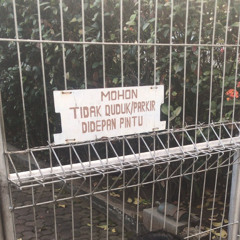 MOHON
TIDAK DUDUK/PARKIR
DIDEPAN PINTU